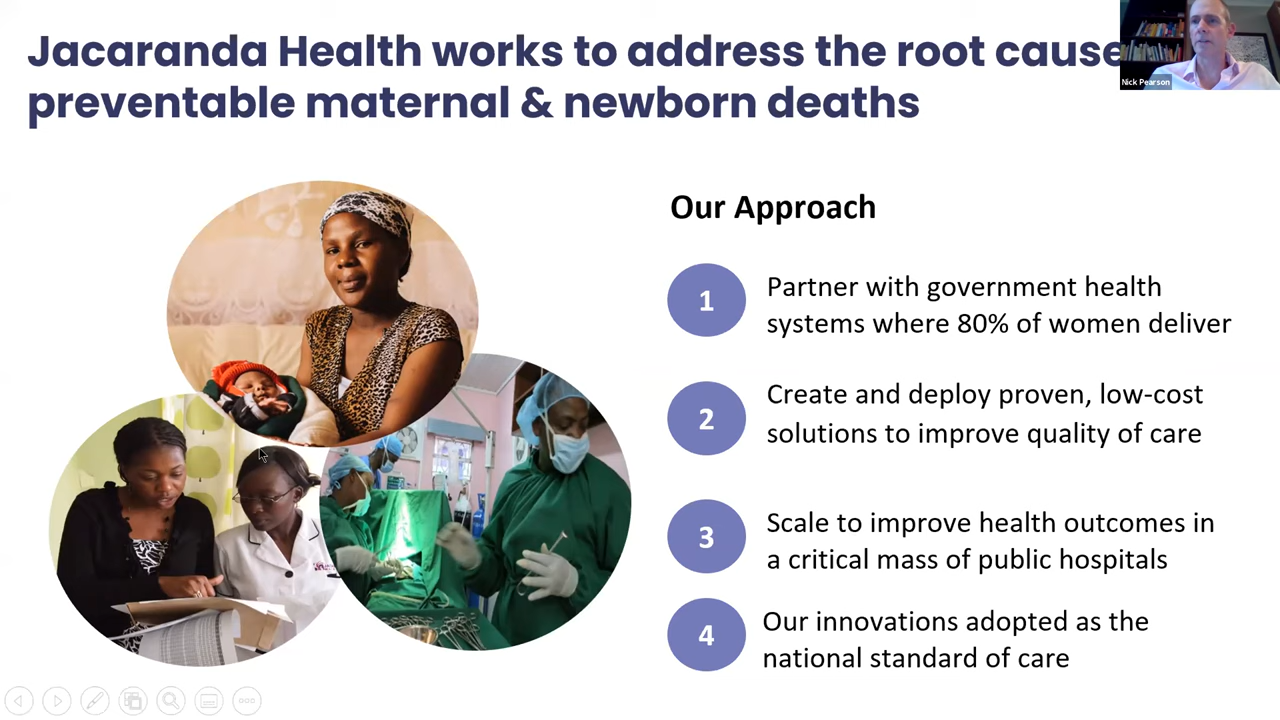 Jacaranda Health works to address the root cause
preventable maternal & newborn deaths
Nick Pearson
Our Approach
1
Partner with government health
systems where 80% of women deliver
2
Create and deploy proven, low-cost
solutions to improve quality of care
3
Scale to improve health outcomes in
a critical mass of public hospitals
4
Our innovations adopted as the
national standard of care